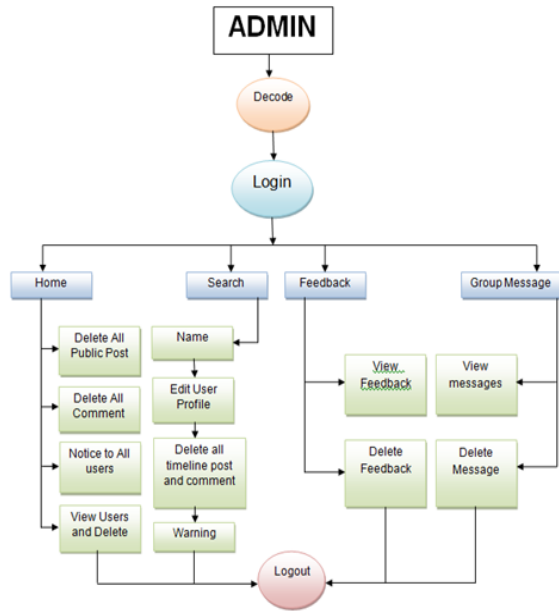 ADMIN
Decode
Login
Home
Search
Feedback
Group Message
Delete All
Public Post
Name
View
Feedback
View
messages
Delete All
Comment
Edit User
Profile
Notice to All
users
Delete all
timeline post
and comment
Delete
Feedback
Delete
Message
View Users
and Delete
Warning
Logout